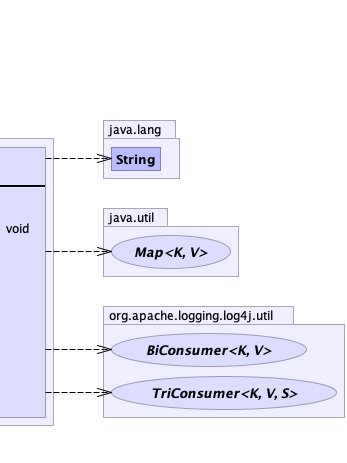 java.lang
String
void
java.util
Map<K, V>
org.apache.logging.log4j.util
BiConsumer<K, V>
TriConsumer<K, V, S>